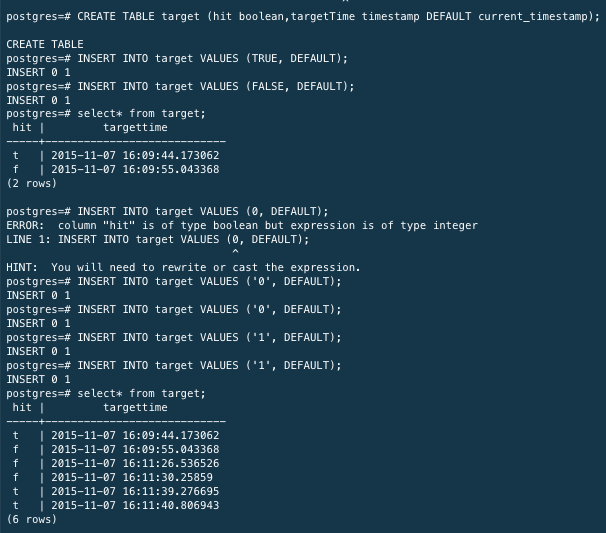 postgres=# CREATE TABLE target (hit boolean,targetTime timestamp DEFAULT current_timestamp);
CREATE TABLE
postgres=# INSERT INTO target VALUES (TRUE, DEFAULT);
INSERT 0 1
postgres=# INSERT INTO target VALUES (FALSE, DEFAULT);
INSERT 0 1
postgres=# select* from target;
 hit |         targettime
-----+----------------------------
 t   | 2015-11-07 16:09:44.173062
 f   | 2015-11-07 16:09:55.043368
(2 rows)

postgres=# INSERT INTO target VALUES (0, DEFAULT);
ERROR:  column "hit" is of type boolean but expression is of type integer
LINE 1: INSERT INTO target VALUES (0, DEFAULT);
                                   ^
HINT:  You will need to rewrite or cast the expression.
postgres=# INSERT INTO target VALUES ('0', DEFAULT);
INSERT 0 1
postgres=# INSERT INTO target VALUES ('0', DEFAULT);
INSERT 0 1
postgres=# INSERT INTO target VALUES ('1', DEFAULT);
INSERT 0 1
postgres=# INSERT INTO target VALUES ('1', DEFAULT);
INSERT 0 1
postgres=# select* from target;
 hit |         targettime
-----+----------------------------
 t   | 2015-11-07 16:09:44.173062
 f   | 2015-11-07 16:09:55.043368
 f   | 2015-11-07 16:11:26.536526
 f   | 2015-11-07 16:11:30.25859
 t   | 2015-11-07 16:11:39.276695
 t   | 2015-11-07 16:11:40.806943
(6 rows)